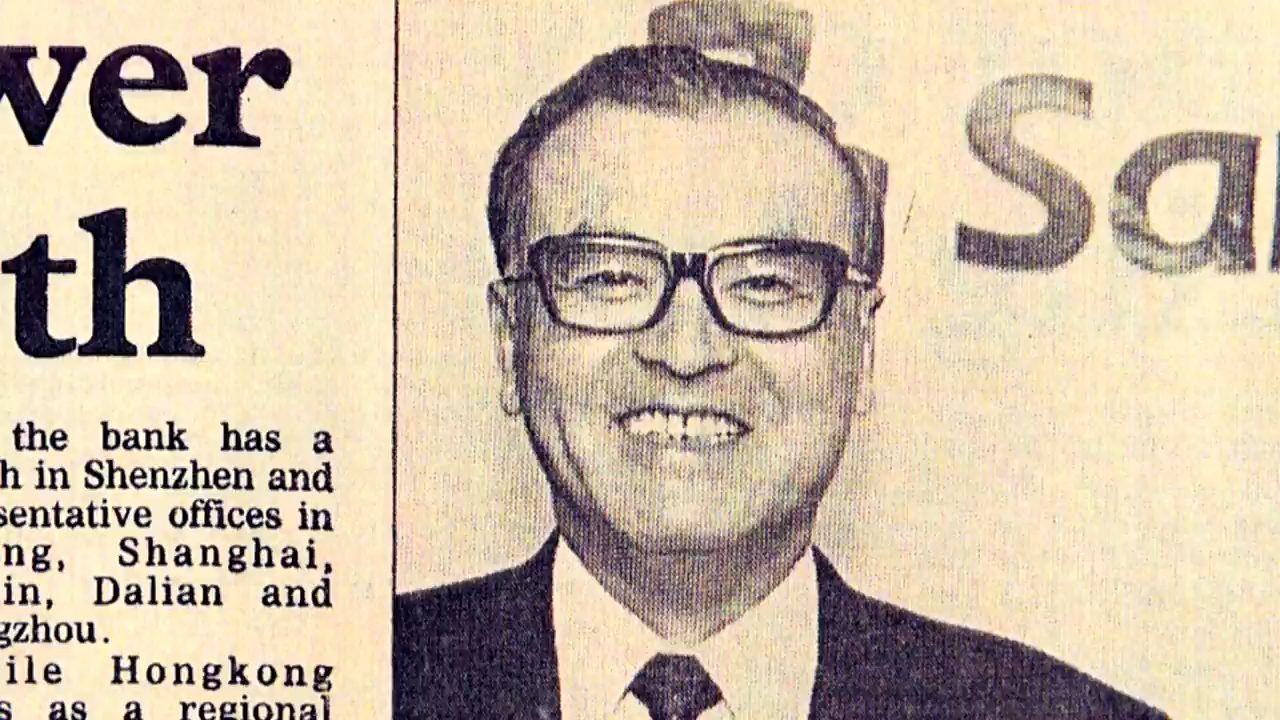 wer
th
the bank has a
h in Shenzhen and
sentative offices in
ng, Shanghai,
in, Dalian and
gzhou.
ile Hongkong
s as a regional
Sa